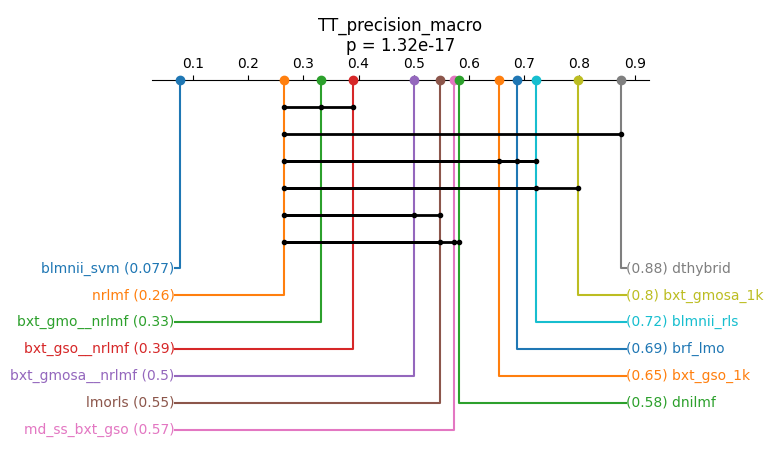 TT_precision_macro
p = 1.32e-17
0.1 0.2 0.3 0.4 0.5 0.6 0.7 0.8 0.9
blmnii_svm (0.077) (0.88) dthybrid
nrlmf (0.26) (0.8) bxt_gmosa_1k
bxt_gmo__nrlmf (0.33) (0.72) blmnii_rls
bxt_gso__nrlmf (0.39) (0.69) brf_lmo
bxt_gmosa__nrlmf (0.5) (0.65) bxt_gso_1k
lmorls (0.55) (0.58) dnilmf
md_ss_bxt_gso (0.57)